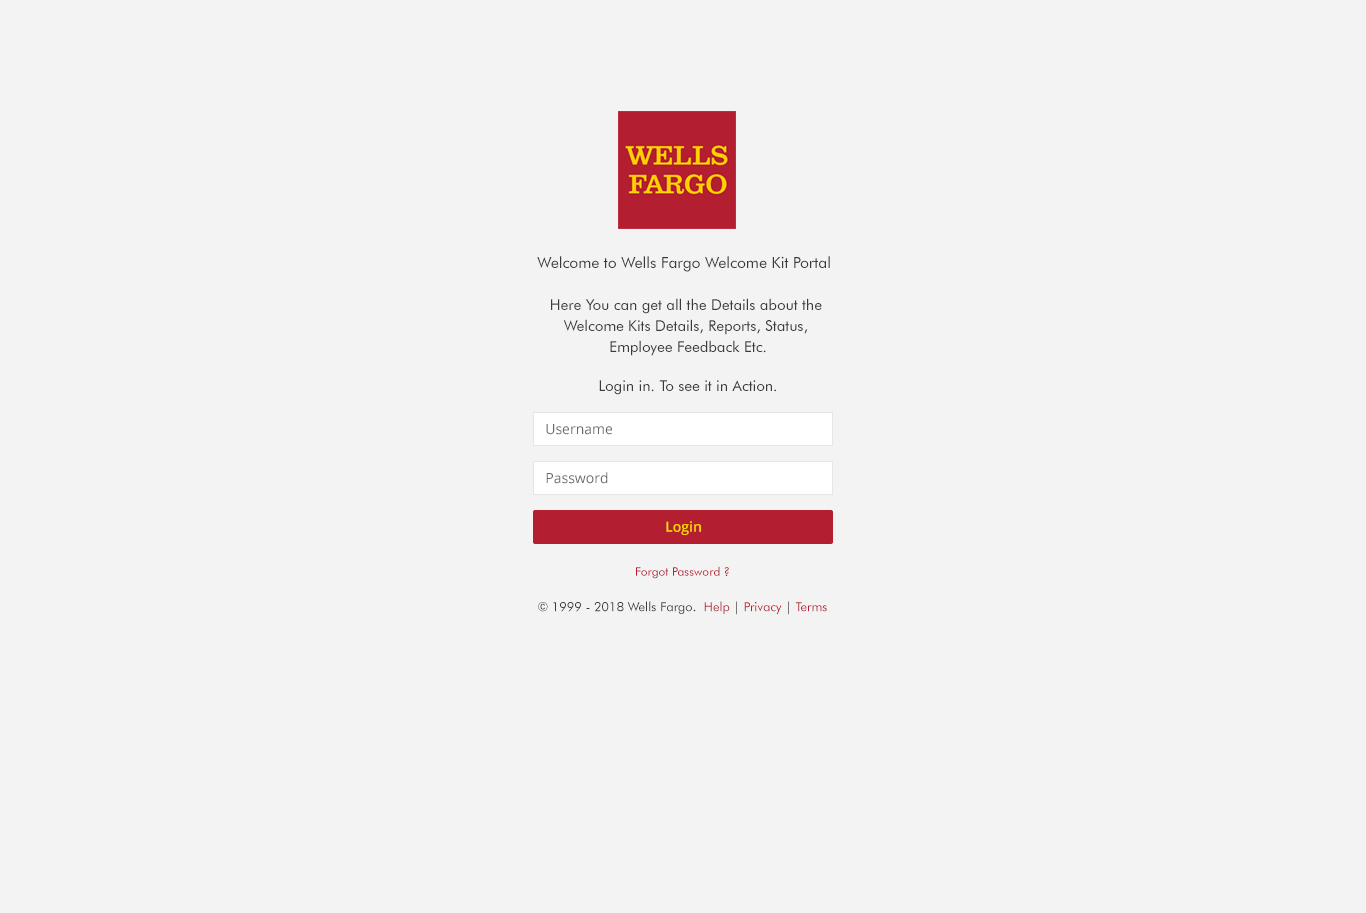 WELLS
FARGO
Welcome to Wells Fargo Welcome Kit Portal
Here You can get all the Details about the
Welcome Kits Details, Reports, Status,
Employee Feedback Etc.
Login in. To see it in Action.
Username
Password
Login
Forgot Password ?
© 1999 - 2018 Wells Fargo. Help | Privacy | Terms